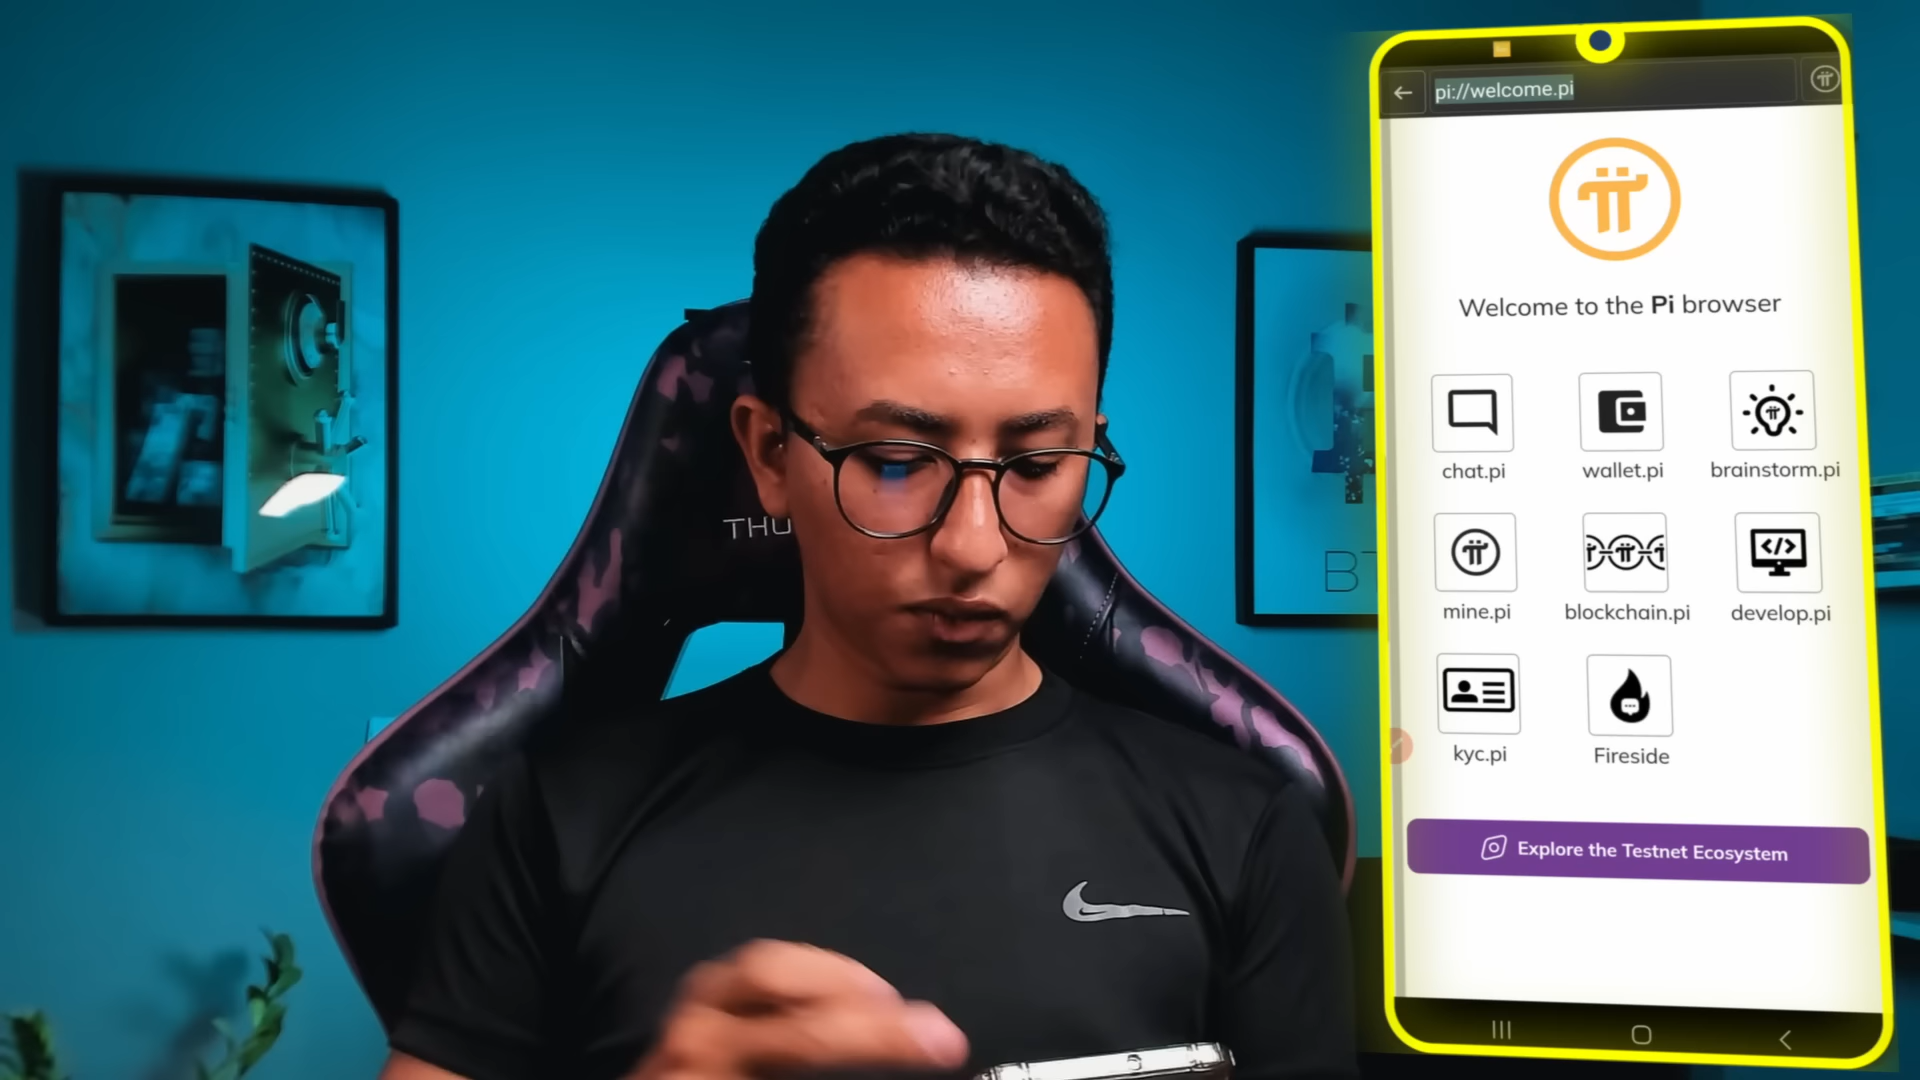 pi://welcome.pi
Welcome to the Pi browser
chat.pi
wallet.pi
brainstorm.pi
mine.pi
blockchain.pi
develop.pi
kyc.pi
Fireside
Explore the Testnet Ecosystem
THU